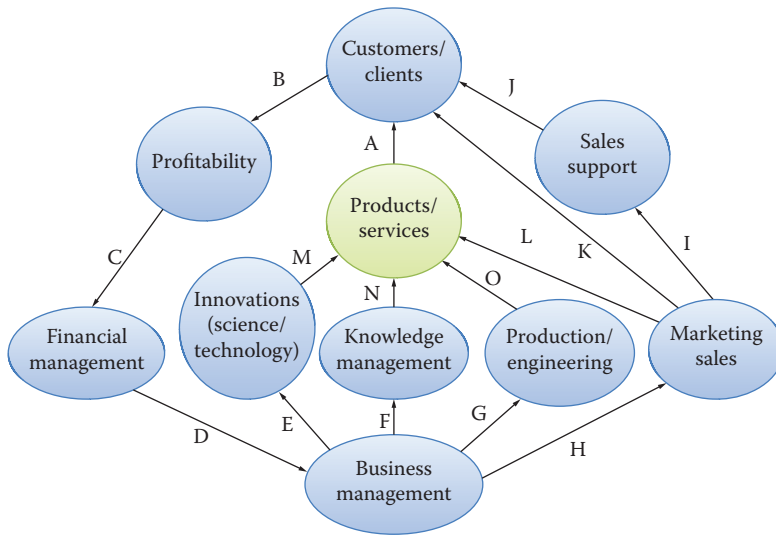 Customers/
clients
B
J
A
Profitability
Sales
support
Products/
services
C
M
L
K
I
N
O
Innovations
(science/
technology)
Financial
management
Knowledge
management
Production/
engineering
Marketing
sales
D
E
F
G
H
Business
management